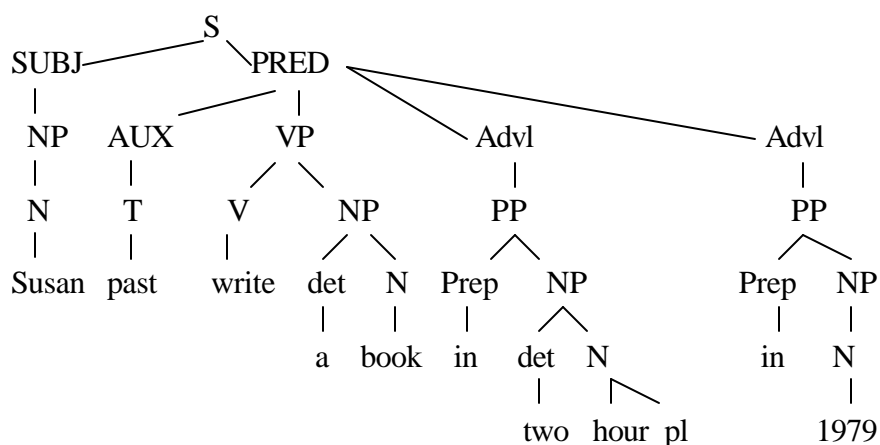 S
SUBJ PRED
NP AUX VP Advl Advl
N T V NP PP PP
Susan past write det N Prep NP Prep NP
a book in det N in N
two hour pl 1979